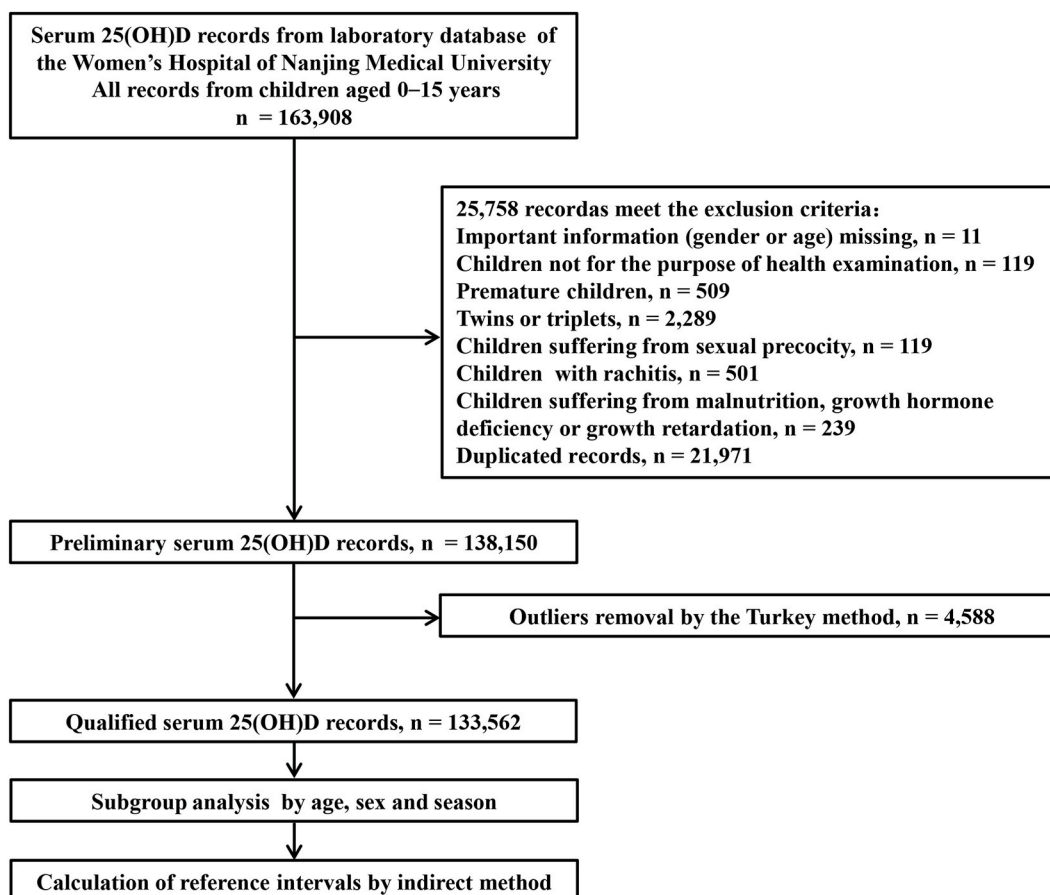 Serum 25(OH)D records from laboratory database of
the Women’s Hospital of Nanjing Medical University
All records from children aged 0–15 years
n = 163,908
25,758 recordas meet the exclusion criteria：
Important information (gender or age) missing, n = 11
Children not for the purpose of health examination, n = 119
Premature children, n = 509
Twins or triplets, n = 2,289
Children suffering from sexual precocity, n = 119
Children with rachitis, n = 501
Children suffering from malnutrition, growth hormone
deficiency or growth retardation, n = 239
Duplicated records, n = 21,971
Preliminary serum 25(OH)D records, n = 138,150
Outliers removal by the Turkey method, n = 4,588
Qualified serum 25(OH)D records, n = 133,562
Subgroup analysis by age, sex and season
Calculation of reference intervals by indirect method